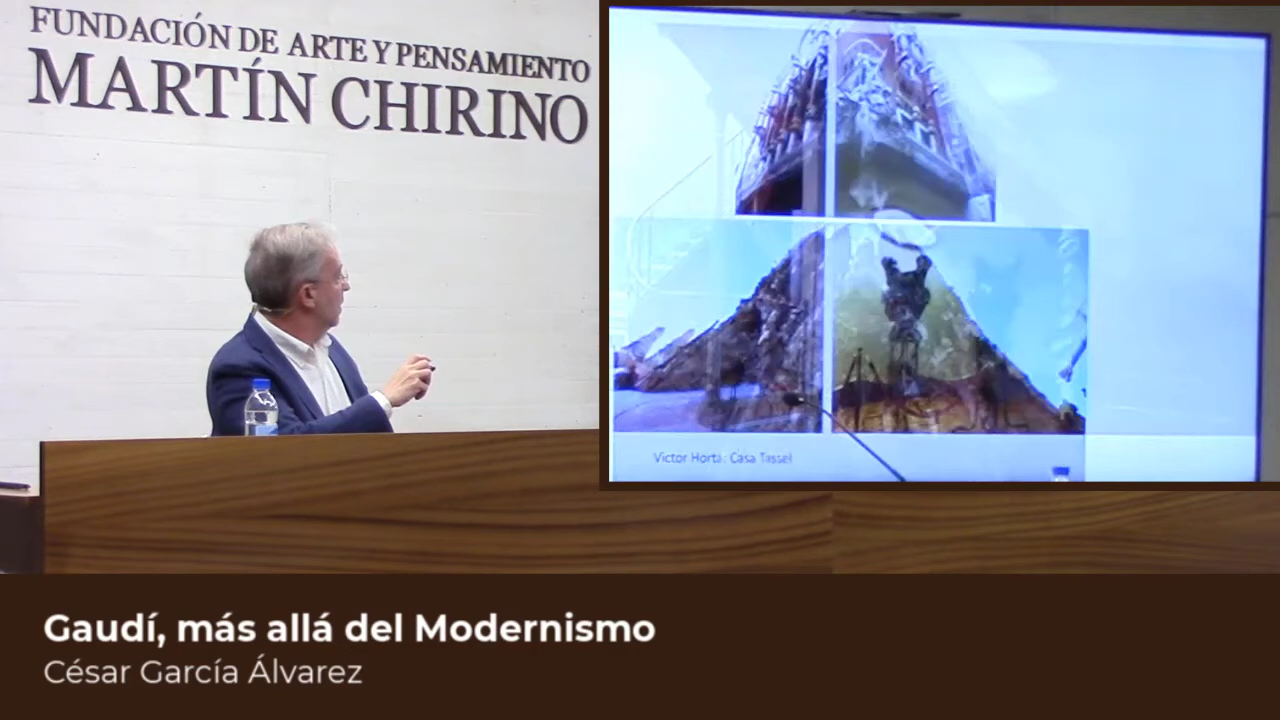 FUNDACIÓN DE ARTE Y PENSAMIENTO
MARTÍN CHIRINO
Victor Horta: Casa Tassel
Gaudí, más allá del Modernismo
César García Álvarez